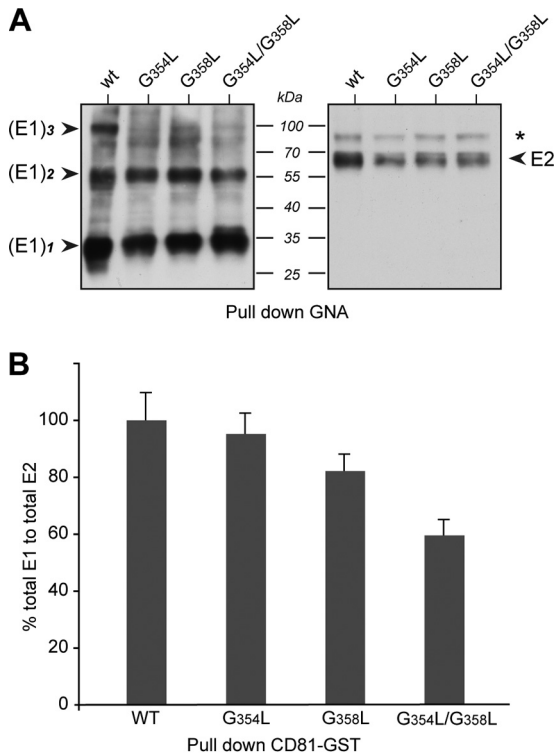 A
wt G354L G358L G354L/G358L
kDa
wt G354L G358L G354L/G358L
(E1)3
100
*
70
E2
(E1)2
55
40
(E1)1
35
25
Pull down GNA
B
% total E1 to total E2
100
80
60
40
20
0
WT G354L G358L G354L/G358L
Pull down CD81-GST